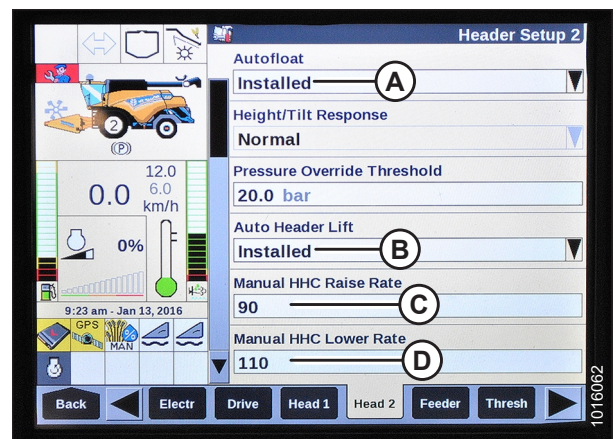 Header Setup 2
Autofloat
Installed
A
Height/Tilt Response
Normal
Pressure Override Threshold
20.0 bar
Auto Header Lift
Installed
B
Manual HHC Raise Rate
90
C
Manual HHC Lower Rate
110
D
2
(P)
12.0
0.0
6.0
km/h
0%
9:23 am - Jan 13, 2016
GPS
%
MAN
Back
Electr
Drive
Head 1
Head 2
Feeder
Thresh
1016062